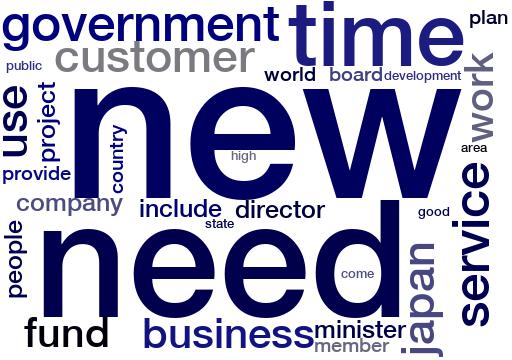 government
time
plan
customer
public
world
board
development
new
use
project
work
country
high
area
provide
company
include
director
state
good
service
people
need
come
japan
fund
business
minister
member